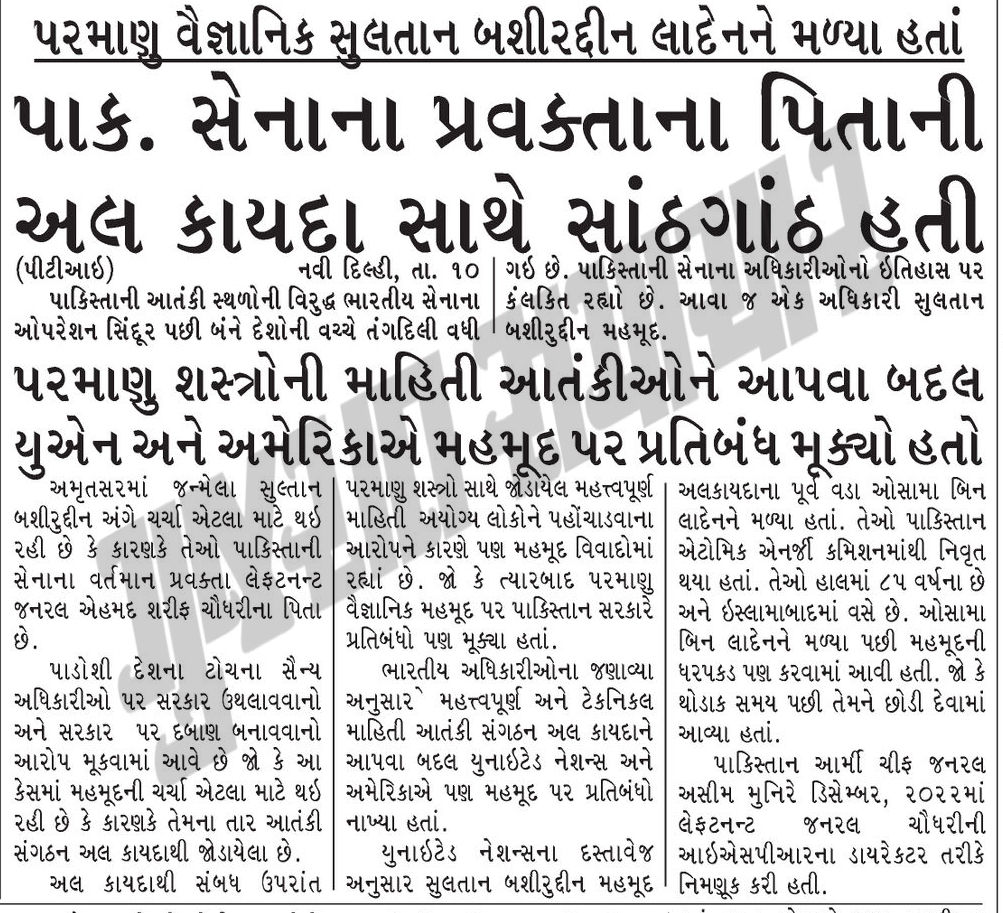 પરમાણુ વૈજ્ઞાનિક સુલતાન બશીરદ્દીન લાદેનને મળ્યા હતાં
પાક. સેનાના પ્રવક્તાના પિતાની
અલ કાયદા સાથે સાંઠગાંઠ હતી
(પીટીઆઇ) નવી દિલ્હી, તા. ૧૦
પાકિસ્તાની આતંકી સ્થળોની વિરુદ્ધ ભારતીય સેનાના
ઓપરેશન સિંદૂર પછી બંને દેશોની વચ્ચે તંગદિલી વધી
ગઇ છે. પાકિસ્તાની સેનાના અધિકારીઓનો ઇતિહાસ પર
કંલકિત રહ્યો છે. આવા જ એક અધિકારી સુલતાન
બશીરુદ્દીન મહમૂદ.
પરમાણુ શસ્ત્રોની માહિતી આતંકીઓને આપવા બદલ
યુએન અને અમેરિકાએ મહમૂદ પર પ્રતિબંધ મૂક્યો હતો
અમૃતસરમાં જન્મેલા સુલ્તાન
બશીરુદ્દીન અંગે ચર્ચા એટલા માટે થઇ
રહી છે કે કારણકે તેઓ પાકિસ્તાની
સેનાના વર્તમાન પ્રવક્તા લેફટનન્ટ
જનરલ એહમદ શરીફ ચૌધરીના પિતા
છે.
પાડોશી દેશના ટોચના સૈન્ય
અધિકારીઓ પર સરકાર ઉથલાવવાનો
અને સરકાર પર દબાણ બનાવવાનો
આરોપ મૂકવામાં આવે છે જો કે આ
કેસમાં મહમૂદની ચર્ચા એટલા માટે થઇ
રહી છે કે કારણકે તેમના તાર આતંકી
સંગઠન અલ કાયદાથી જોડાયેલા છે.
અલ કાયદાથી સંબધ ઉપરાંત
પરમાણુ શસ્ત્રો સાથે જોડાયેલ મહત્ત્વપૂર્ણ
માહિતી અયોગ્ય લોકોને પહોંચાડવાના
આરોપને કારણે પણ મહમૂદ વિવાદોમાં
રહ્યાં છે. જો કે ત્યારબાદ પરમાણુ
વૈજ્ઞાનિક મહમૂદ પર પાકિસ્તાન સરકારે
પ્રતિબંધો પણ મૂક્યા હતાં.
ભારતીય અધિકારીઓના જણાવ્યા
અનુસાર મહત્ત્વપૂર્ણ અને ટેકનિકલ
માહિતી આતંકી સંગઠન અલ કાયદાને
આપવા બદલ યુનાઇટેડ નેશન્સ અને
અમેરિકાએ પણ મહમૂદ પર પ્રતિબંધો
નાખ્યા હતાં.
યુનાઇટેડ નેશન્સના દસ્તાવેજ
અનુસાર સુલતાન બશીરુદ્દીન મહમૂદ
અલકાયદાના પૂર્વ વડા ઓસામા બિન
લાદેનને મળ્યા હતાં. તેઓ પાકિસ્તાન
એટોમિક એનર્જી કમિશનમાંથી નિવૃત
થયા હતાં. તેઓ હાલમાં ૮૫ વર્ષના છે
અને ઇસ્લામાબાદમાં વસે છે. ઓસામા
બિન લાદેનને મળ્યા પછી મહમૂદની
ધરપકડ પણ કરવામાં આવી હતી. જો કે
થોડાક સમય પછી તેમને છોડી દેવામાં
આવ્યા હતાં.
પાકિસ્તાન આર્મી ચીફ જનરલ
અસીમ મુનિરે ડિસેમ્બર, ૨૦૨૨માં
લેફટનન્ટ જનરલ ચૌધરીની
આઇએસપીઆરના ડાયરેક્ટર તરીકે
નિમણૂક કરી હતી.
ગુજરાત સમાચાર